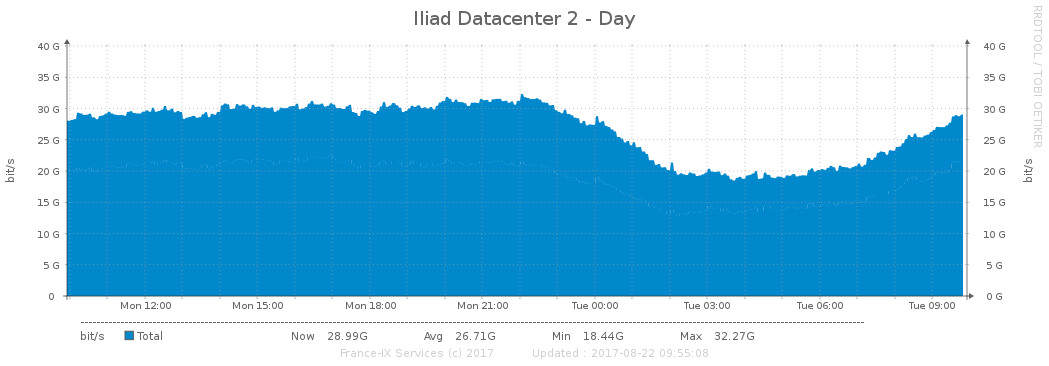 Iliad Datacenter 2 - Day
RRDTOOL / TOBI OETIKER
40 G 40 G
35 G 35 G
30 G 30 G
25 G 25 G
20 G 20 G
15 G 15 G
10 G 10 G
5 G 5 G
0 0 G
bit/s
bit/s
Mon 12:00 Mon 15:00 Mon 18:00 Mon 21:00 Tue 00:00 Tue 03:00 Tue 06:00 Tue 09:00
bit/s Total Now 28.99G Avg 26.71G Min 18.44G Max 32.27G
France-IX Services (c) 2017 Updated : 2017-08-22 09:55:08